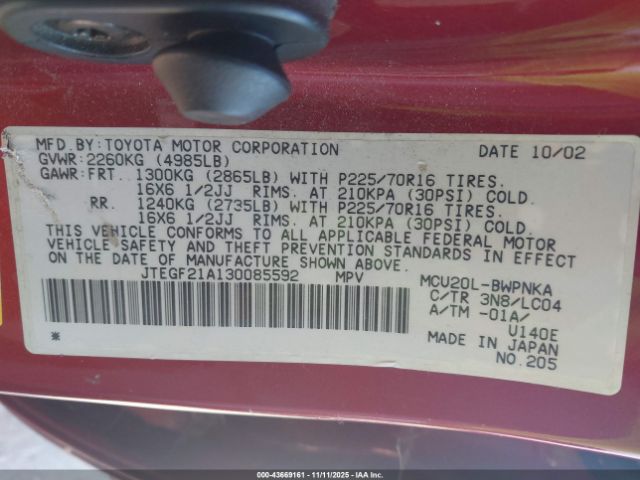 MFD.BY:TOYOTA MOTOR CORPORATION DATE 10/02
GVWR:2260KG (4985LB)
GAWR:FRT. 1300KG (2865LB) WITH P225/70R16 TIRES.
16X6 1/2JJ RIMS. AT 210KPA (30PSI) COLD.
RR. 1240KG (2735LB) WITH P225/70R16 TIRES.
16X6 1/2JJ RIMS. AT 210KPA (30PSI) COLD.
THIS VEHICLE CONFORMS TO ALL APPLICABLE FEDERAL MOTOR
VEHICLE SAFETY AND THEFT PREVENTION STANDARDS IN EFFECT
ON THE DATE OF MANUFACTURE SHOWN ABOVE.
JTEGF21A130085592 MPV MCU20L-BWPNKA
C/TR 3N8/LC04
A/TM -01A/
* U140E
MADE IN JAPAN
NO.205
000-43669161 - 11/11/2025 - IAAI.CA